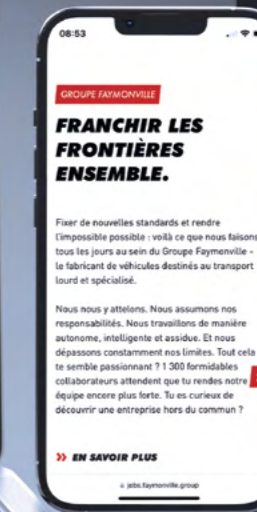 08:53
GROUPE FAYMONVILLE
FRANCHIR LES
FRONTIÈRES
ENSEMBLE.
Fixer de nouvelles standards et rendre
l'impossible possible : voilà ce que nous faisons
tous les jours au sein du Groupe Faymonville –
le fabricant de véhicules destinés au transport
lourd et spécialisé.
Nous nous y attelons. Nous assumons nos
responsabilités. Nous travaillons de manière
autonome, intelligente et assidue. Et nous
dépassons constamment nos limites. Tout cela
te semble passionnant ? 1 300 formidables
collaborateurs attendent que tu rendes notre
équipe encore plus forte. Tu es curieux de
découvrir une entreprise hors du commun ?
EN SAVOIR PLUS
jobs.faymonville.group